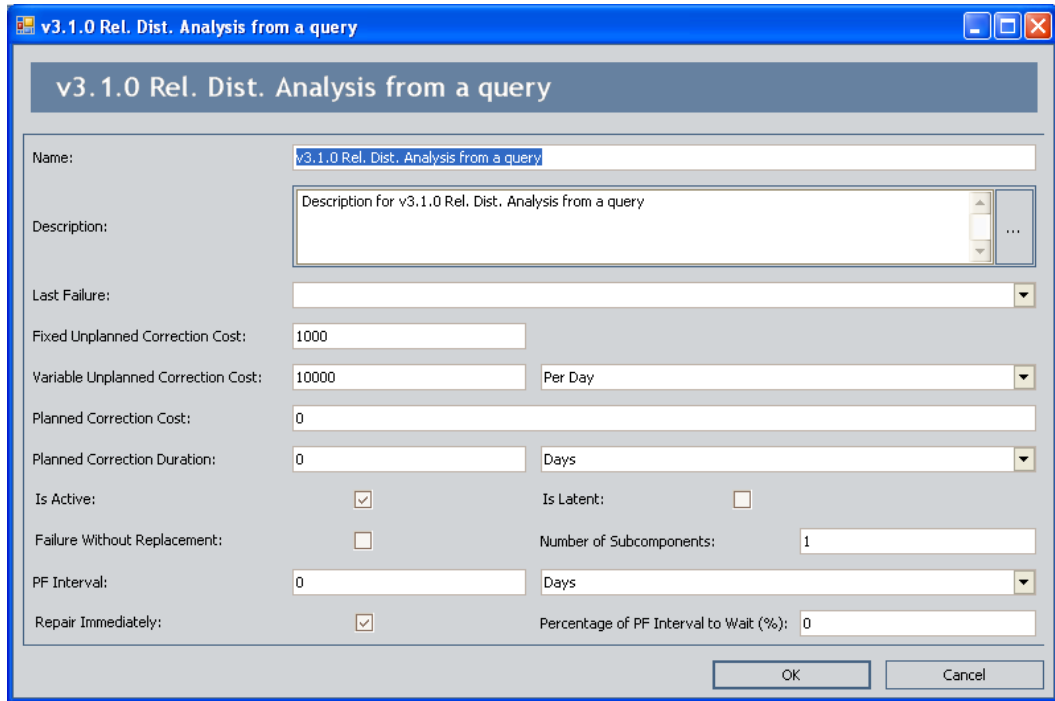 v3.1.0 Rel. Dist. Analysis from a query
v3.1.0 Rel. Dist. Analysis from a query
Name: v3.1.0 Rel. Dist. Analysis from a query
Description: Description for v3.1.0 Rel. Dist. Analysis from a query ...
Last Failure:
Fixed Unplanned Correction Cost: 1000
Variable Unplanned Correction Cost: 10000 Per Day
Planned Correction Cost: 0
Planned Correction Duration: 0 Days
Is Active: Is Latent:
Failure Without Replacement: Number of Subcomponents: 1
PF Interval: 0 Days
Repair Immediately: Percentage of PF Interval to Wait (%): 0
OK Cancel